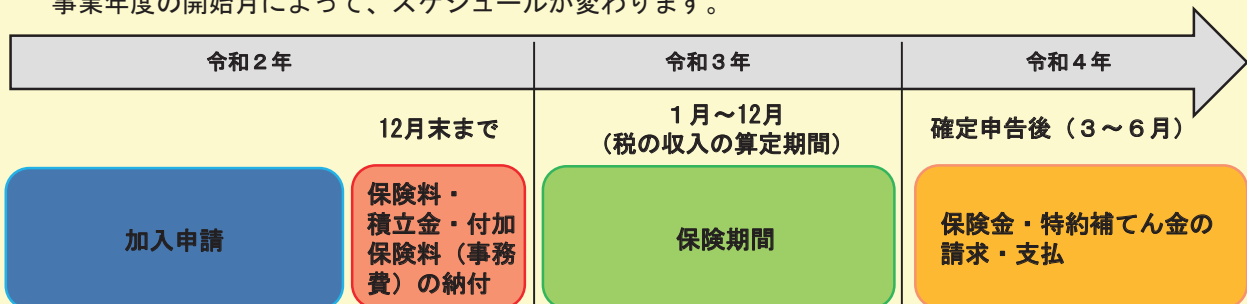 事業年度の開始月によって、スケジュールが変わります。
令和２年
令和３年
令和４年
12月末まで
１月～12月
（税の収入の算定期間）
確定申告後（３～６月）
加入申請
保険料・
積立金・付加
保険料（事務
費）の納付
保険期間
保険金・特約補てん金の
請求・支払